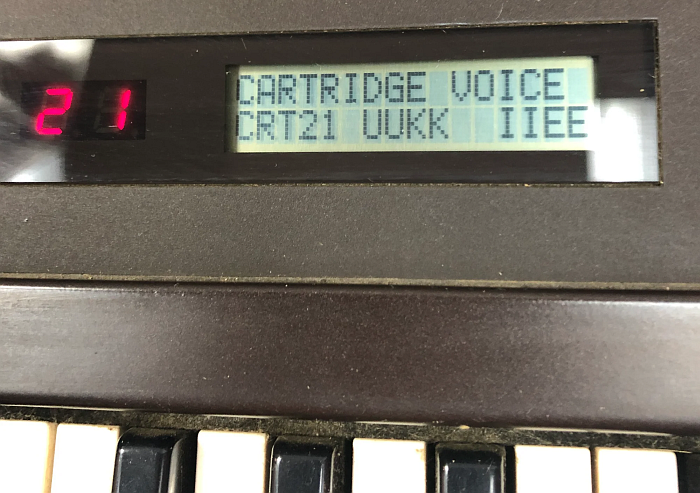 21
CARTRIDGE VOICE
CRT21 UUKK IIEE